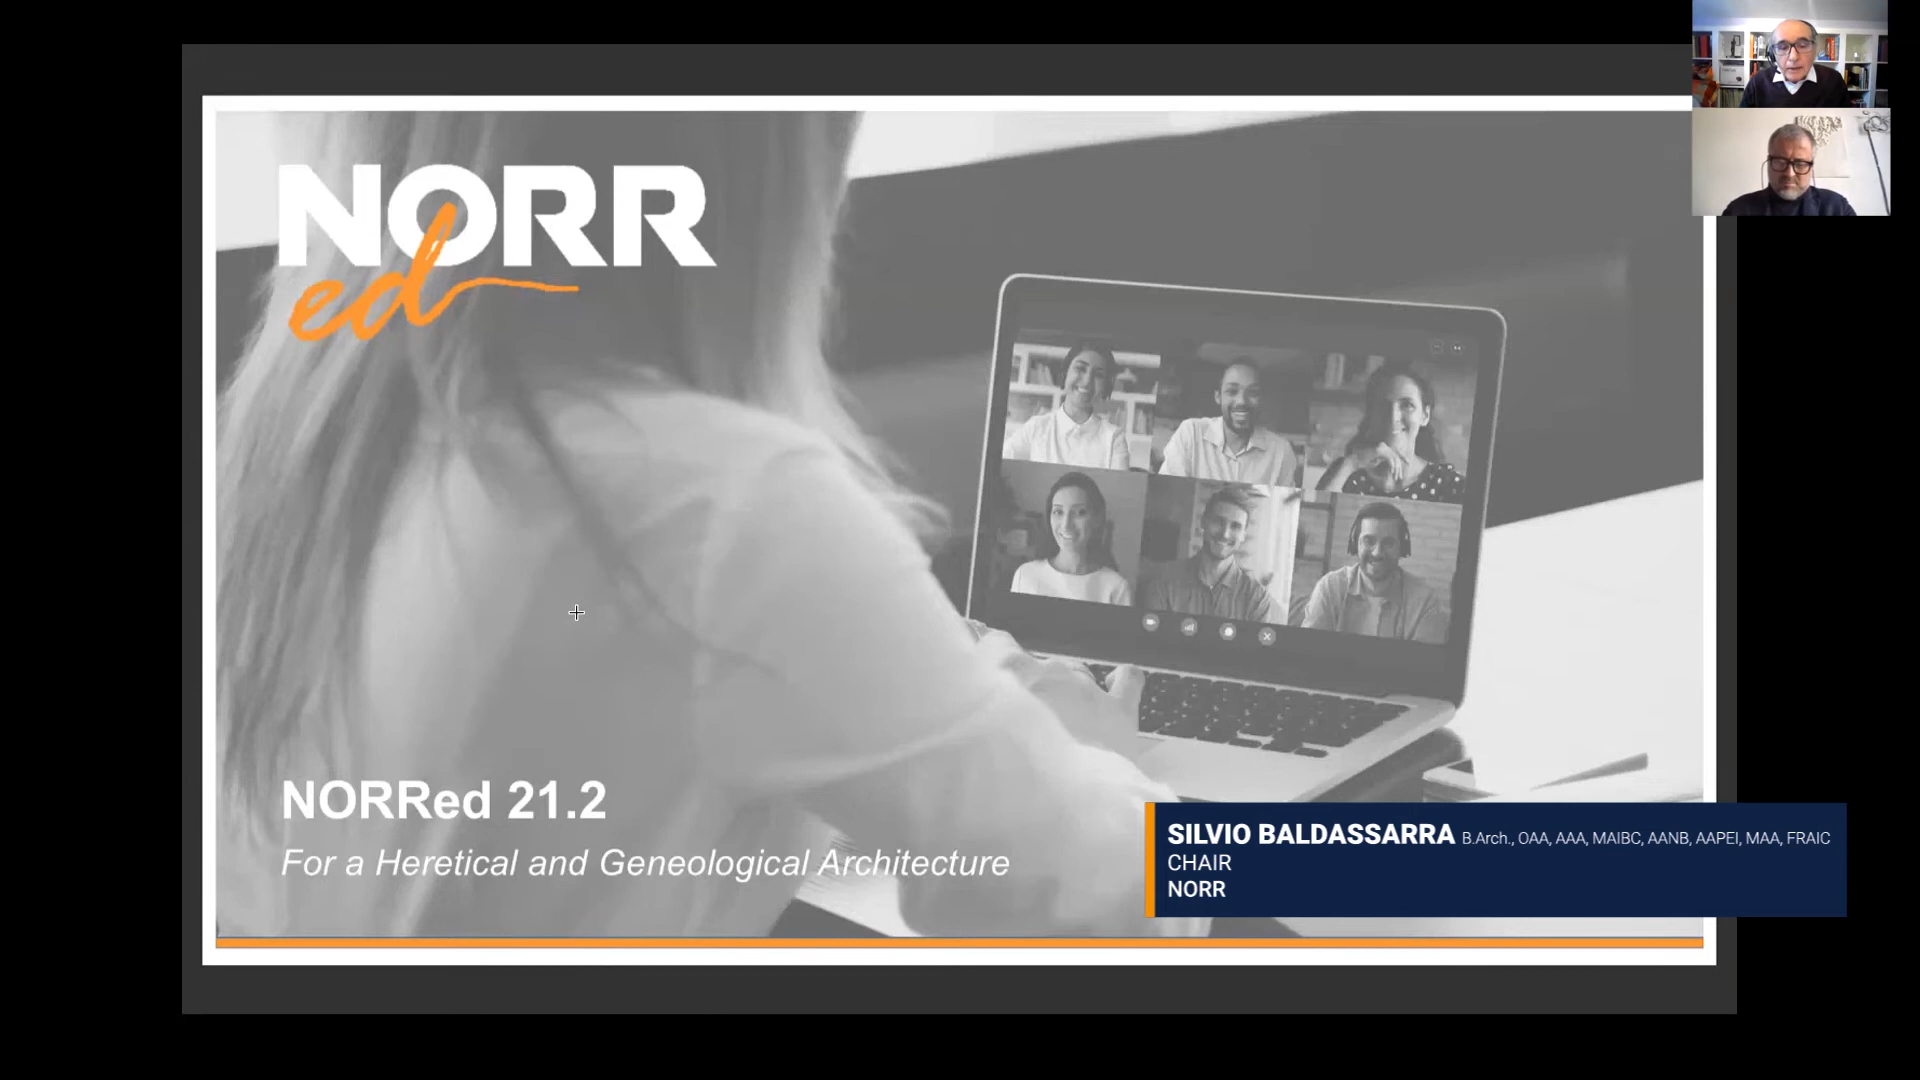 NORR
ed
NORRed 21.2
For a Heretical and Geneological Architecture
SILVIO BALDASSARRA B.Arch., OAA, AAA, MAIBC, AANB, AAPEI, MAA, FRAIC
CHAIR
NORR